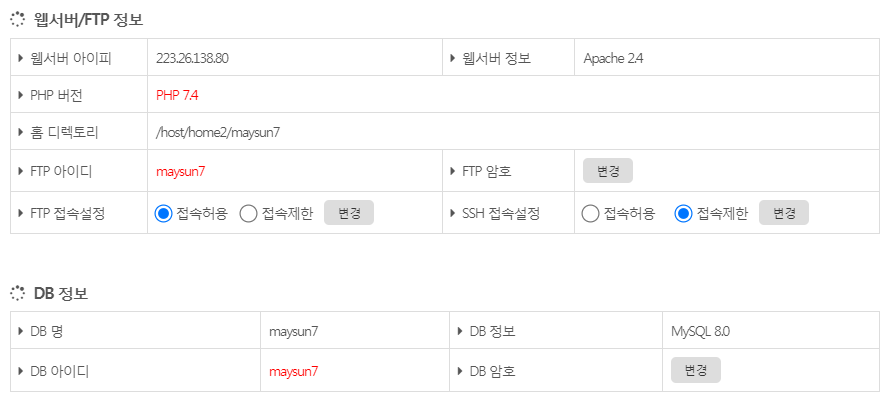 웹서버/FTP 정보
웹서버 아이피 223.26.138.80 웹서버 정보 Apache 2.4
PHP 버전 PHP 7.4
홈 디렉토리 /host/home2/maysun7
FTP 아이디 maysun7 FTP 암호 변경
FTP 접속설정 접속허용 접속제한 변경 SSH 접속설정 접속허용 접속제한 변경
DB 정보
DB 명 maysun7 DB 정보 MySQL 8.0
DB 아이디 maysun7 DB 암호 변경